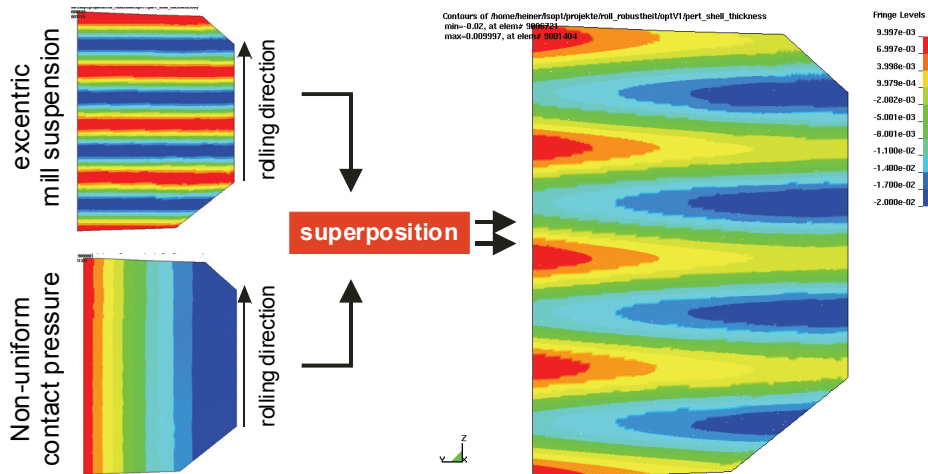 excentric
mill suspension
rolling direction
Non-uniform
contact pressure
rolling direction
superposition
Contours of /home/heiner/lsopt/projekte/roll_robustheit/optV1/pert_shell_thickness
min=-0.02, at elem# 9006721
max=0.009997, at elem# 9001404
Fringe Levels
9.997e-03
6.997e-03
3.998e-03
9.979e-04
-2.002e-03
-5.001e-03
-8.001e-03
-1.100e-02
-1.400e-02
-1.700e-02
-2.000e-02
Z
Y
X